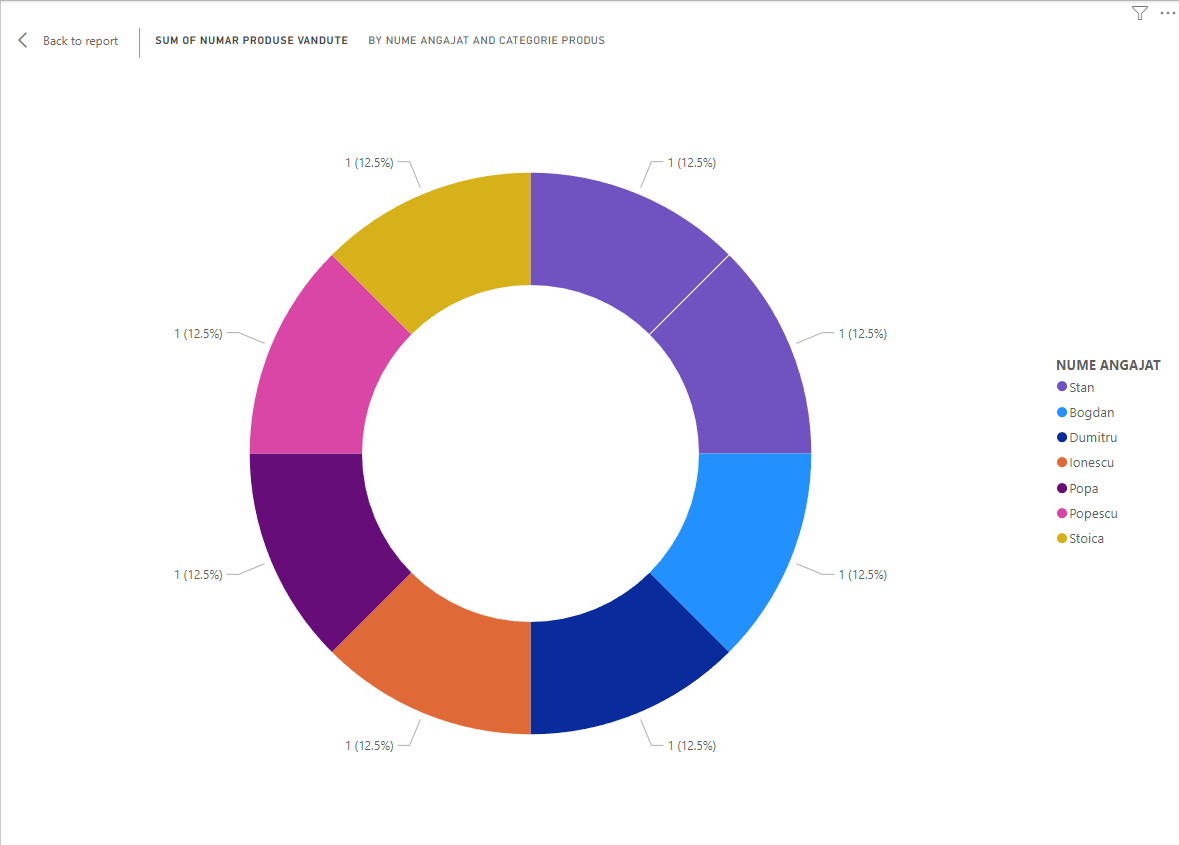 Back to report
SUM OF NUMAR PRODUSE VANDUTE BY NUME ANGAJAT AND CATEGORIE PRODUS
1 (12.5%)
1 (12.5%)
1 (12.5%)
1 (12.5%)
1 (12.5%)
1 (12.5%)
1 (12.5%)
1 (12.5%)
NUME ANGAJAT
Stan
Bogdan
Dumitru
Ionescu
Popa
Popescu
Stoica